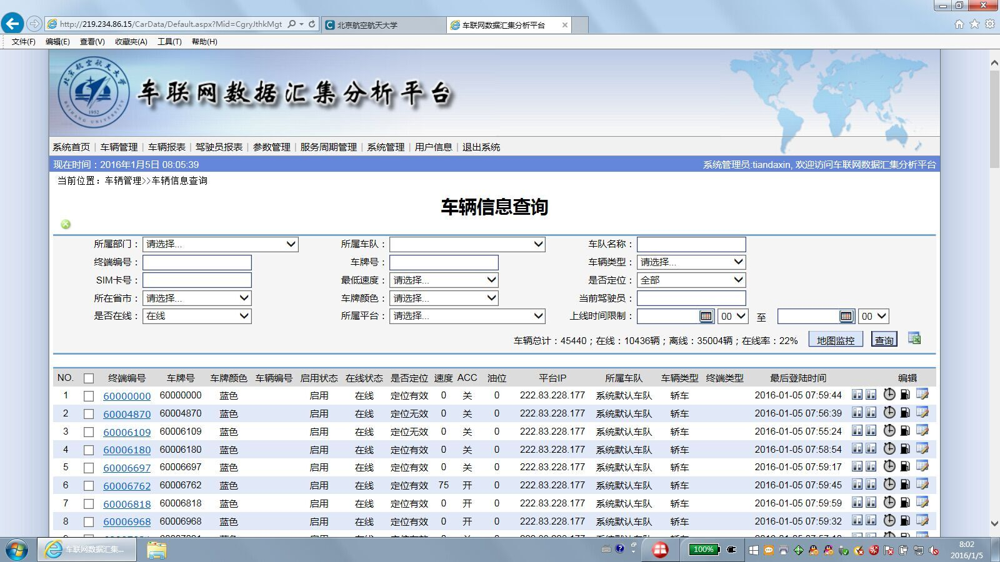 http://219.234.86.15/CarData/Default.aspx?Mid=CgryJthkMgt
北京航空航天大学
车联网数据汇集分析平台
文件(F) 编辑(E) 查看(V) 收藏夹(A) 工具(T) 帮助(H)
北京航空航天大学
1952
BEIHANG UNIVERSITY
车联网数据汇集分析平台
系统首页 | 车辆管理 | 车辆报表 | 驾驶员报表 | 参数管理 | 服务周期管理 | 系统管理 | 用户信息 | 退出系统
现在时间：2016年1月5日 08:05:39 系统管理员:tiandaxin, 欢迎访问车联网数据汇集分析平台
当前位置：车辆管理>>车辆信息查询
车辆信息查询
所属部门： 请选择... 所属车队： 车队名称：
终端编号： 车牌号： 车辆类型： 请选择...
SIM卡号： 最低速度： 请选择... 是否定位： 全部
所在省市： 请选择... 车牌颜色： 请选择... 当前驾驶员：
是否在线： 在线 所属平台： 请选择... 上线时间限制： 00 至 00
车辆总计：45440；在线：10436辆；离线：35004辆；在线率：22% 地图监控 查询
NO. 终端编号 车牌号 车牌颜色 车辆编号 启用状态 在线状态 是否定位 速度 ACC 油位 平台IP 所属车队 车辆类型 终端类型 最后登陆时间 编辑
1 60000000 60000000 蓝色 启用 在线 定位有效 0 关 0 222.83.228.177 系统默认车队 轿车 2016-01-05 07:59:44
2 60004870 60004870 蓝色 启用 在线 定位无效 0 关 0 222.83.228.177 系统默认车队 轿车 2016-01-05 07:56:39
3 60006109 60006109 蓝色 启用 在线 定位无效 0 关 0 222.83.228.177 系统默认车队 轿车 2016-01-05 07:55:24
4 60006180 60006180 蓝色 启用 在线 定位有效 0 关 0 222.83.228.177 系统默认车队 轿车 2016-01-05 07:58:54
5 60006697 60006697 蓝色 启用 在线 定位有效 0 关 0 222.83.228.177 系统默认车队 轿车 2016-01-05 07:59:17
6 60006762 60006762 蓝色 启用 在线 定位有效 75 开 0 222.83.228.177 系统默认车队 轿车 2016-01-05 07:59:45
7 60006818 60006818 蓝色 启用 在线 定位有效 0 开 0 222.83.228.177 系统默认车队 轿车 2016-01-05 07:59:59
8 60006968 60006968 蓝色 启用 在线 定位有效 0 开 0 222.83.228.177 系统默认车队 轿车 2016-01-05 07:59:32
车联网数据汇集... 100% 8:02
2016/1/5